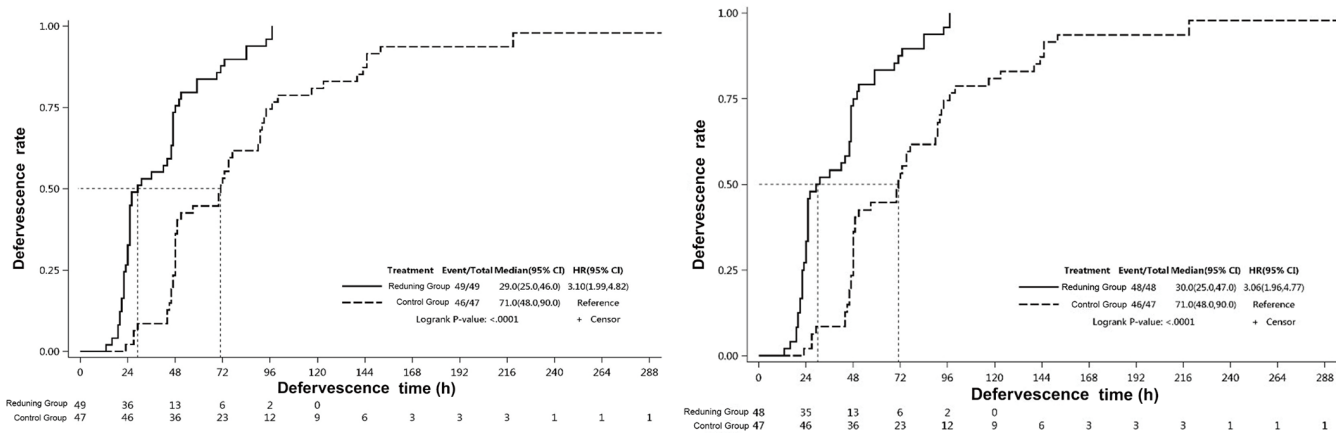 1.00
0.75
0.50
0.25
0.00
Defervescence rate
Treatment Event/Total Median(95% CI) HR(95% CI)
Reduning Group 49/49 29.0(25.0,46.0) 3.10(1.99,4.82)
Control Group 46/47 71.0(48.0,90.0) Reference
Logrank P-value: <.0001 + Censor
0 24 48 72 96 120 144 168 192 216 240 264 288
Defervescence time (h)
Reduning Group 49 36 13 6 2 0
Control Group 47 46 36 23 12 9 6 3 3 3 1 1 1
1.00
0.75
0.50
0.25
0.00
Defervescence rate
Treatment Event/Total Median(95% CI) HR(95% CI)
Reduning Group 48/48 30.0(25.0,47.0) 3.06(1.96,4.77)
Control Group 46/47 71.0(48.0,90.0) Reference
Logrank P-value: <.0001 + Censor
0 24 48 72 96 120 144 168 192 216 240 264 288
Defervescence time (h)
Reduning Group 48 35 13 6 2 0
Control Group 47 46 36 23 12 9 6 3 3 3 1 1 1